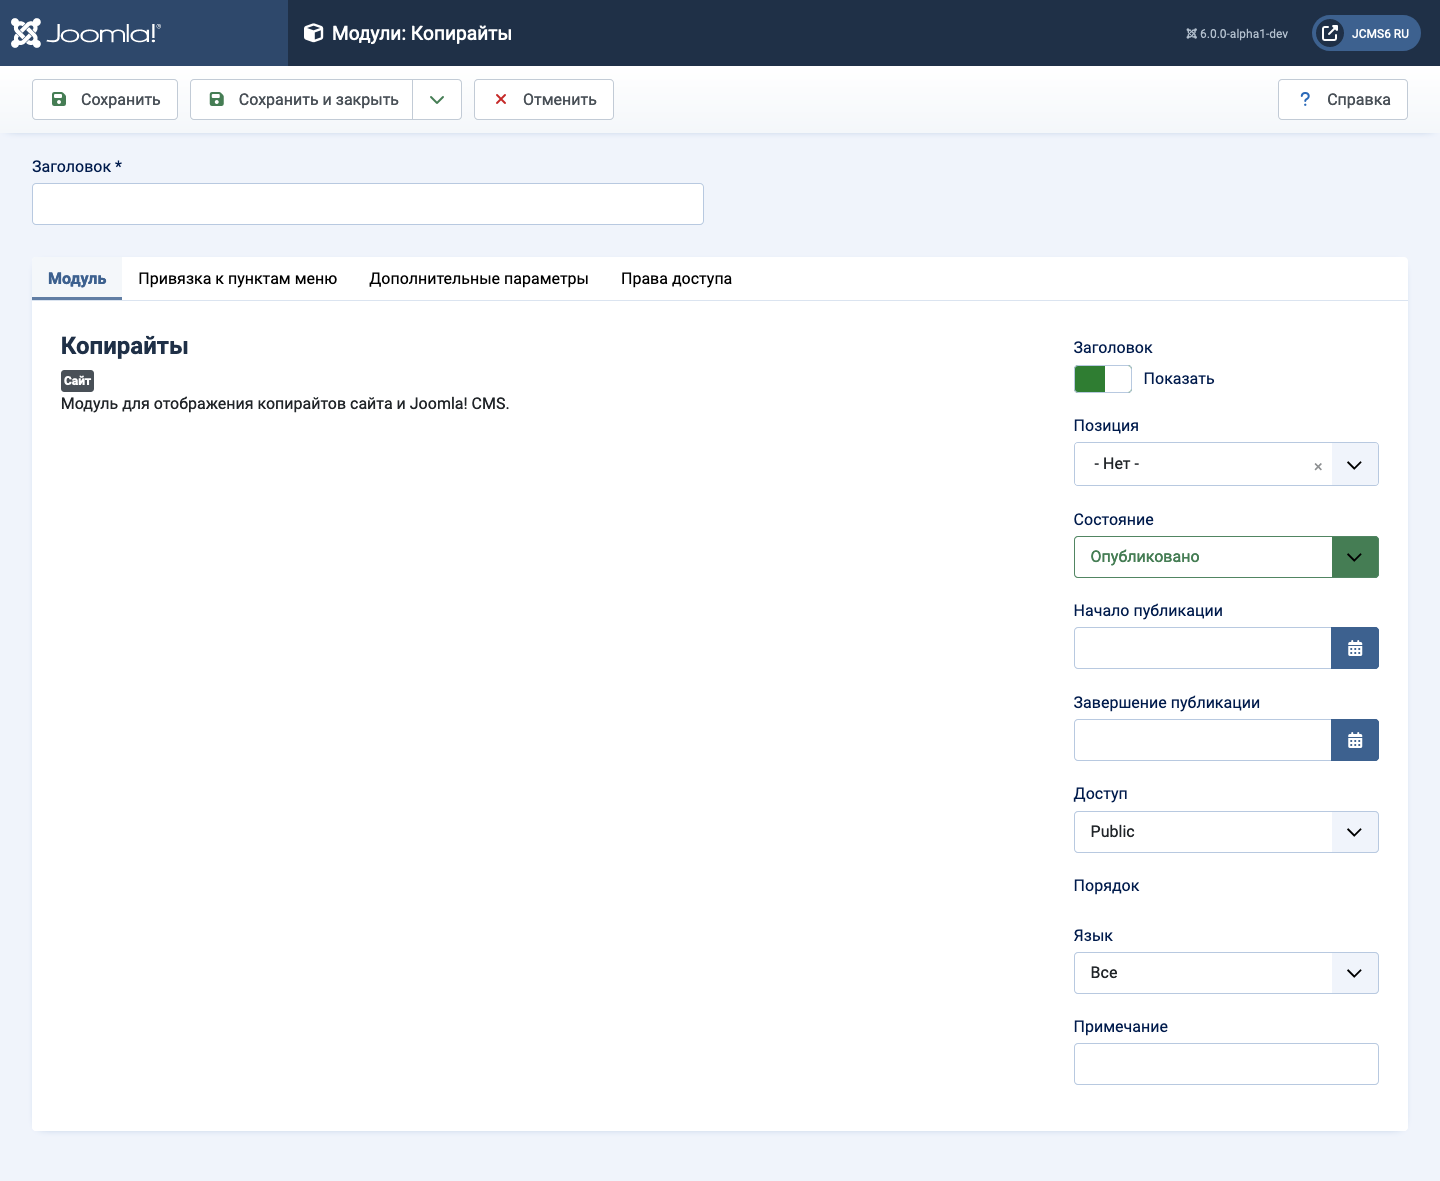 Joomla!®
Модули: Копирайты
6.0.0-alpha1-dev
JCMS6 RU
Сохранить
Сохранить и закрыть
Отменить
? Справка
Заголовок *
Модуль
Привязка к пунктам меню
Дополнительные параметры
Права доступа
Копирайты
Сайт
Модуль для отображения копирайтов сайта и Joomla! CMS.
Заголовок
Показать
Позиция
- Нет -
×
Состояние
Опубликовано
Начало публикации
Завершение публикации
Доступ
Public
Порядок
Язык
Все
Примечание